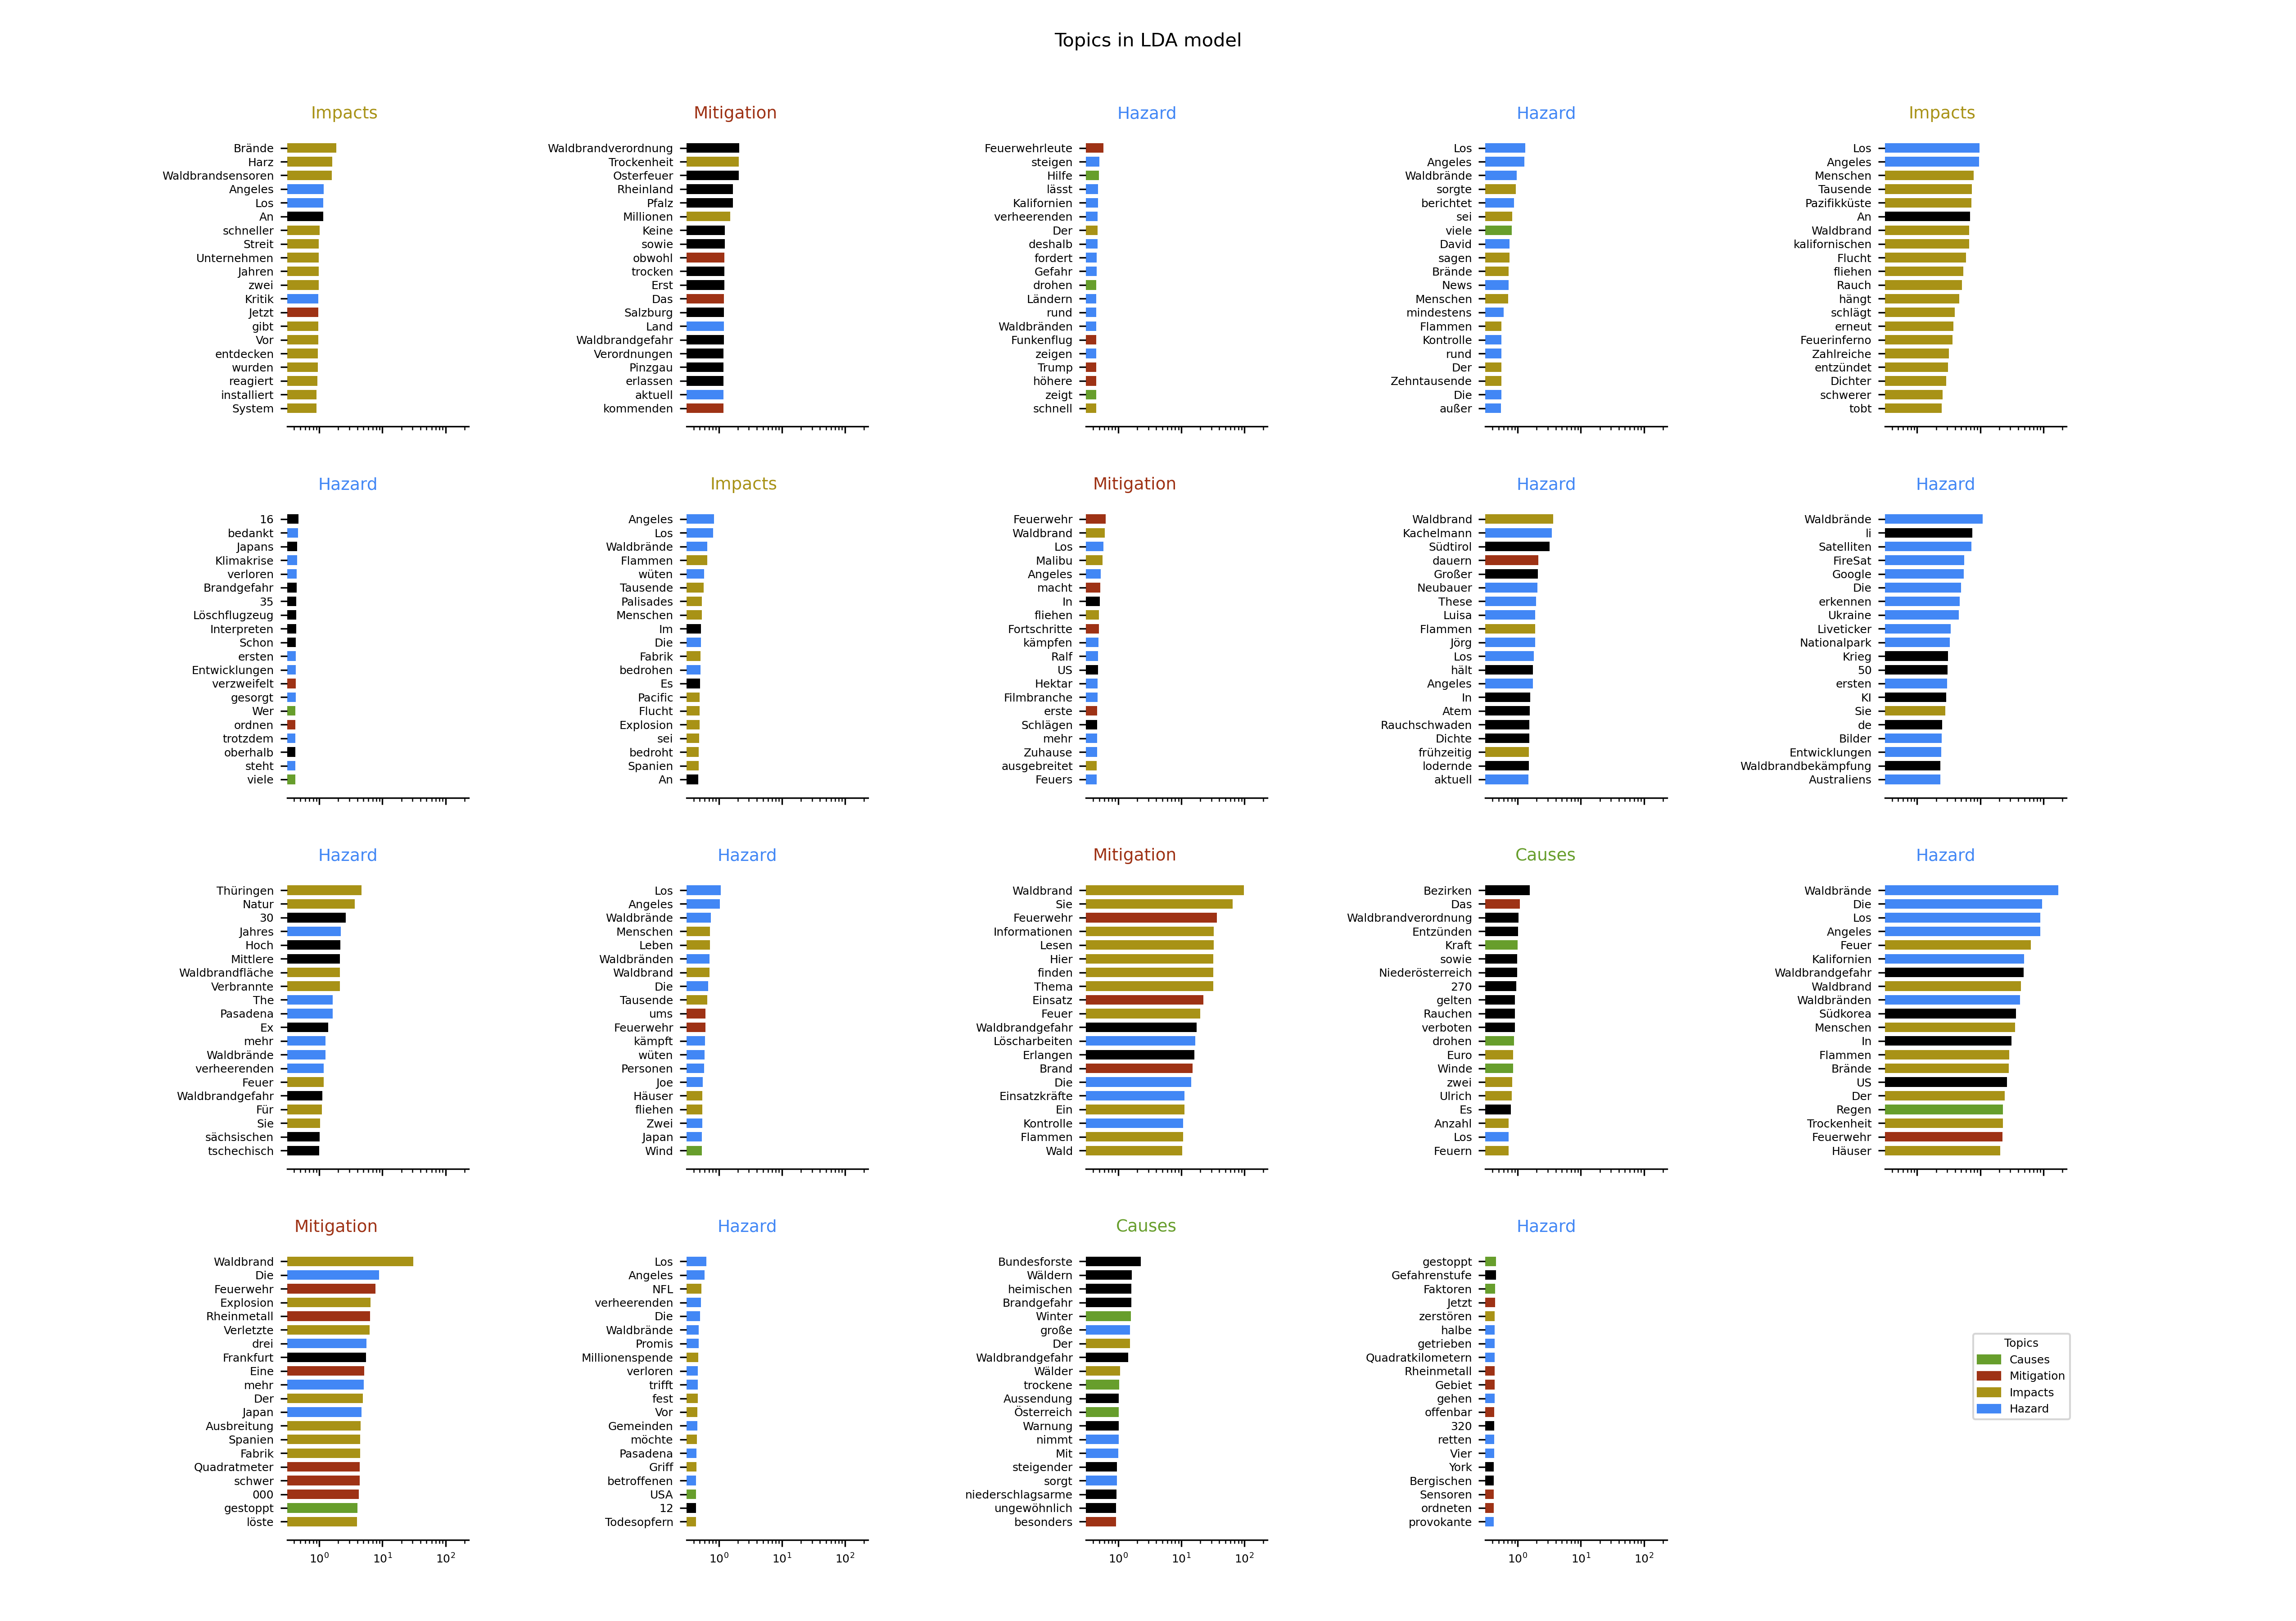 Topics in LDA model
Impacts
Brände
Harz
Waldbrandsensoren
Angeles
Los
An
schneller
Streit
Unternehmen
Jahren
zwei
Kritik
Jetzt
gibt
Vor
entdecken
wurden
reagiert
installiert
System
Mitigation
Waldbrandverordnung
Trockenheit
Osterfeuer
Rheinland
Pfalz
Millionen
Keine
sowie
obwohl
trocken
Erst
Das
Salzburg
Land
Waldbrandgefahr
Verordnungen
Pinzgau
erlassen
aktuell
kommenden
Hazard
Feuerwehrleute
steigen
Hilfe
lässt
Kalifornien
verheerenden
Der
deshalb
fordert
Gefahr
drohen
Ländern
rund
Waldbränden
Funkenflug
zeigen
Trump
höhere
zeigt
schnell
Hazard
Los
Angeles
Waldbrände
sorgte
berichtet
sei
viele
David
sagen
Brände
News
Menschen
mindestens
Flammen
Kontrolle
rund
Der
Zehntausende
Die
außer
Impacts
Los
Angeles
Menschen
Tausende
Pazifikküste
An
Waldbrand
kalifornischen
Flucht
fliehen
Rauch
hängt
schlägt
erneut
Feuerinferno
Zahlreiche
entzündet
Dichter
schwerer
tobt
Hazard
16
bedankt
Japans
Klimakrise
verloren
Brandgefahr
35
Löschflugzeug
Interpreten
Schon
ersten
Entwicklungen
verzweifelt
gesorgt
Wer
ordnen
trotzdem
oberhalb
steht
viele
Impacts
Angeles
Los
Waldbrände
Flammen
wüten
Tausende
Palisades
Menschen
Im
Die
Fabrik
bedrohen
Es
Pacific
Flucht
Explosion
sei
bedroht
Spanien
An
Mitigation
Feuerwehr
Waldbrand
Los
Malibu
Angeles
macht
In
fliehen
Fortschritte
kämpfen
Ralf
US
Hektar
Filmbranche
erste
Schlägen
mehr
Zuhause
ausgebreitet
Feuers
Hazard
Waldbrand
Kachelmann
Südtirol
dauern
Großer
Neubauer
These
Luisa
Flammen
Jörg
Los
hält
Angeles
In
Atem
Rauchschwaden
Dichte
frühzeitig
lodernde
aktuell
Hazard
Waldbrände
li
Satelliten
FireSat
Google
Die
erkennen
Ukraine
Liveticker
Nationalpark
Krieg
50
ersten
KI
Sie
de
Bilder
Entwicklungen
Waldbrandbekämpfung
Australiens
Hazard
Thüringen
Natur
30
Jahres
Hoch
Mittlere
Waldbrandfläche
Verbrannte
The
Pasadena
Ex
mehr
Waldbrände
verheerenden
Feuer
Waldbrandgefahr
Für
Sie
sächsischen
tschechisch
Hazard
Los
Angeles
Waldbrände
Menschen
Leben
Waldbränden
Waldbrand
Die
Tausende
ums
Feuerwehr
kämpft
wüten
Personen
Joe
Häuser
fliehen
Zwei
Japan
Wind
Mitigation
Waldbrand
Sie
Feuerwehr
Informationen
Lesen
Hier
finden
Thema
Einsatz
Feuer
Waldbrandgefahr
Löscharbeiten
Erlangen
Brand
Die
Einsatzkräfte
Ein
Kontrolle
Flammen
Wald
Causes
Bezirken
Das
Waldbrandverordnung
Entzünden
Kraft
sowie
Niederösterreich
270
gelten
Rauchen
verboten
drohen
Euro
Winde
zwei
Ulrich
Es
Anzahl
Los
Feuern
Hazard
Waldbrände
Die
Los
Angeles
Feuer
Kalifornien
Waldbrandgefahr
Waldbrand
Waldbränden
Südkorea
Menschen
In
Flammen
Brände
US
Der
Regen
Trockenheit
Feuerwehr
Häuser
Mitigation
Waldbrand
Die
Feuerwehr
Explosion
Rheinmetall
Verletzte
drei
Frankfurt
Eine
mehr
Der
Japan
Ausbreitung
Spanien
Fabrik
Quadratmeter
schwer
000
gestoppt
löste
10⁰ 10¹ 10²
Hazard
Los
Angeles
NFL
verheerenden
Die
Waldbrände
Promis
Millionenspende
verloren
trifft
fest
Vor
Gemeinden
möchte
Pasadena
Griff
betroffenen
USA
12
Todesopfern
10⁰ 10¹ 10²
Causes
Bundesforste
Wäldern
heimischen
Brandgefahr
Winter
große
Der
Waldbrandgefahr
Wälder
trockene
Aussendung
Österreich
Warnung
nimmt
Mit
steigender
sorgt
niederschlagsarme
ungewöhnlich
besonders
10⁰ 10¹ 10²
Hazard
gestoppt
Gefahrenstufe
Faktoren
Jetzt
zerstören
halbe
getrieben
Quadratkilometern
Rheinmetall
Gebiet
gehen
offenbar
320
retten
Vier
York
Bergischen
Sensoren
ordneten
provokante
10⁰ 10¹ 10²
Topics
Causes
Mitigation
Impacts
Hazard